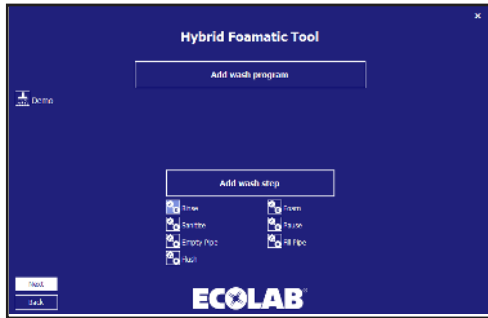 ×
Hybrid Foamatic Tool
Add wash program
Demo
Add wash step
Rinse Foam
Sanitize Pause
Empty Pipe Fill Pipe
Flush
Next
Back
ECOLAB®